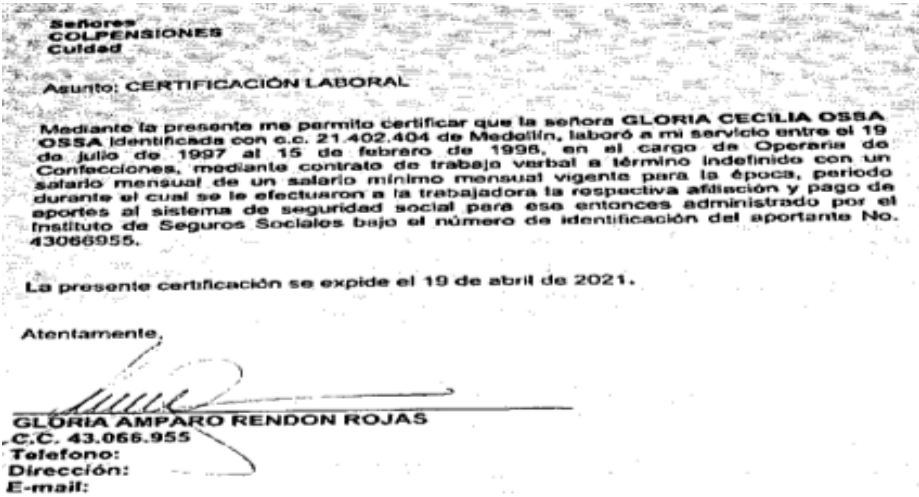 Señores
COLPENSIONES
Cuidad
Asunto: CERTIFICACIÓN LABORAL
Mediante la presente me permito certificar que la señora GLORIA CECILIA OSSA
OSSA identificada con c.c. 21.402.404 de Medellín, laboró a mi servicio entre el 19
de julio de 1997 al 15 de febrero de 1998, en el cargo de Operaria de
Confecciones, mediante contrato de trabajo verbal a término indefinido con un
salario mensual de un salario mínimo mensual vigente para la época, periodo
durante el cual se le efectuaron a la trabajadora la respectiva afiliación y pago de
aportes al sistema de seguridad social para ese entonces administrado por el
Instituto de Seguros Sociales bajo el número de identificación del aportante No.
43066955.
La presente certificación se expide el 19 de abril de 2021.
Atentamente,
GLORIA AMPARO RENDON ROJAS
C.C. 43.066.955
Telefono:
Dirección:
E-mail: